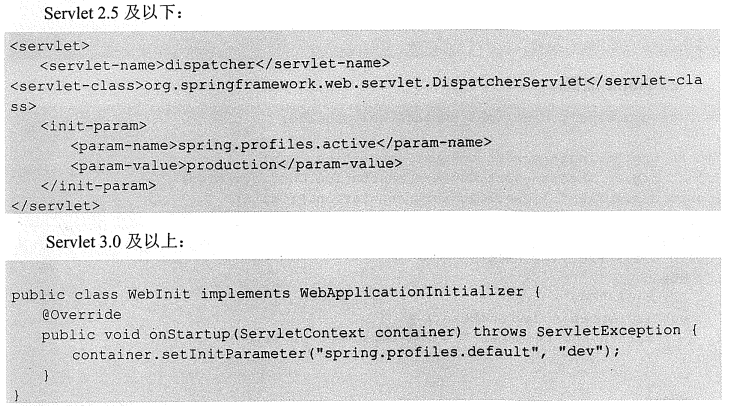 Servlet 2.5 及以下：
<servlet>
<servlet-name>dispatcher</servlet-name>
<servlet-class>org.springframework.web.servlet.DispatcherServlet</servlet-cla
ss>
<init-param>
<param-name>spring.profiles.active</param-name>
<param-value>production</param-value>
</init-param>
</servlet>
Servlet 3.0 及以上：
public class WebInit implements WebApplicationInitializer {
@Override
public void onStartup(ServletContext container) throws ServletException {
container.setInitParameter("spring.profiles.default", "dev");
}
}